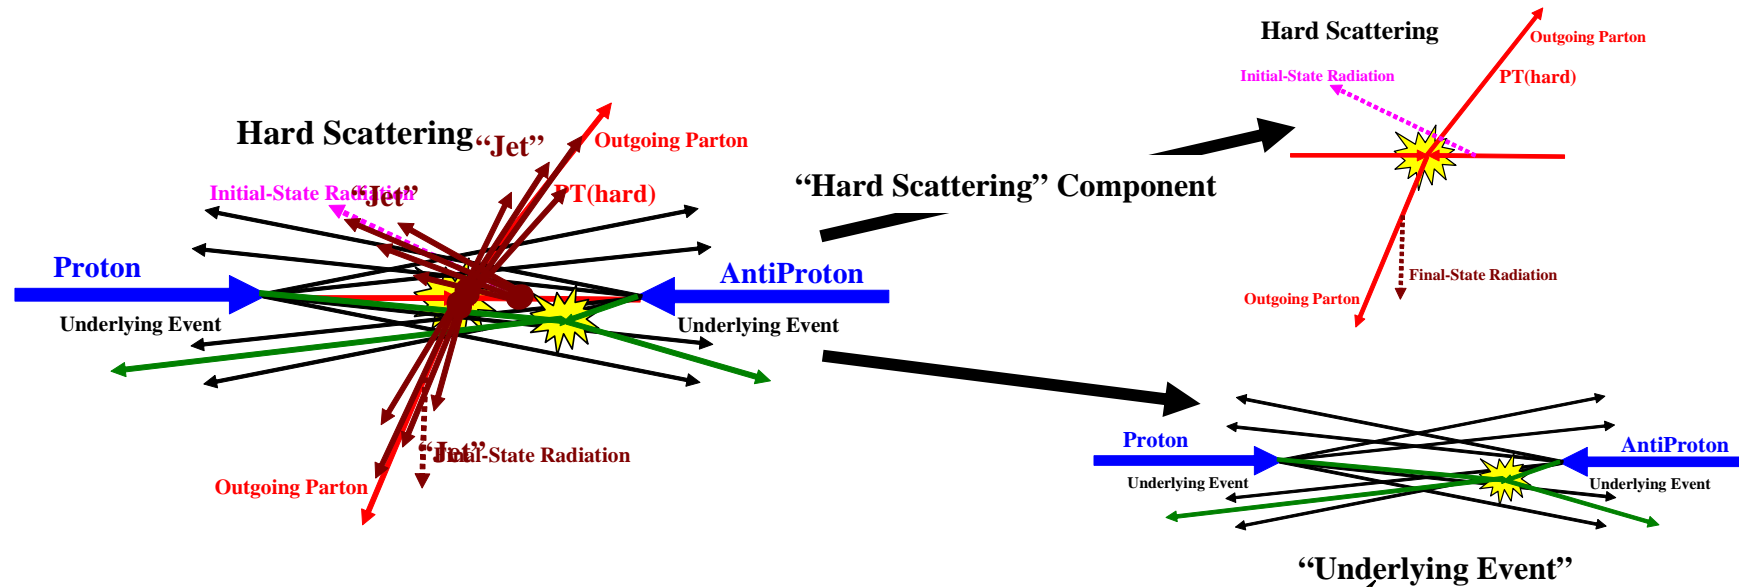 Hard Scattering
“Jet”
Outgoing Parton
Initial-State Radiation
“Jet”
PT(hard)
Proton
AntiProton
Underlying Event
Underlying Event
“Jet”
Final-State Radiation
Outgoing Parton
“Hard Scattering” Component
Hard Scattering
Outgoing Parton
Initial-State Radiation
PT(hard)
Final-State Radiation
Outgoing Parton
Proton
AntiProton
Underlying Event
Underlying Event
“Underlying Event”